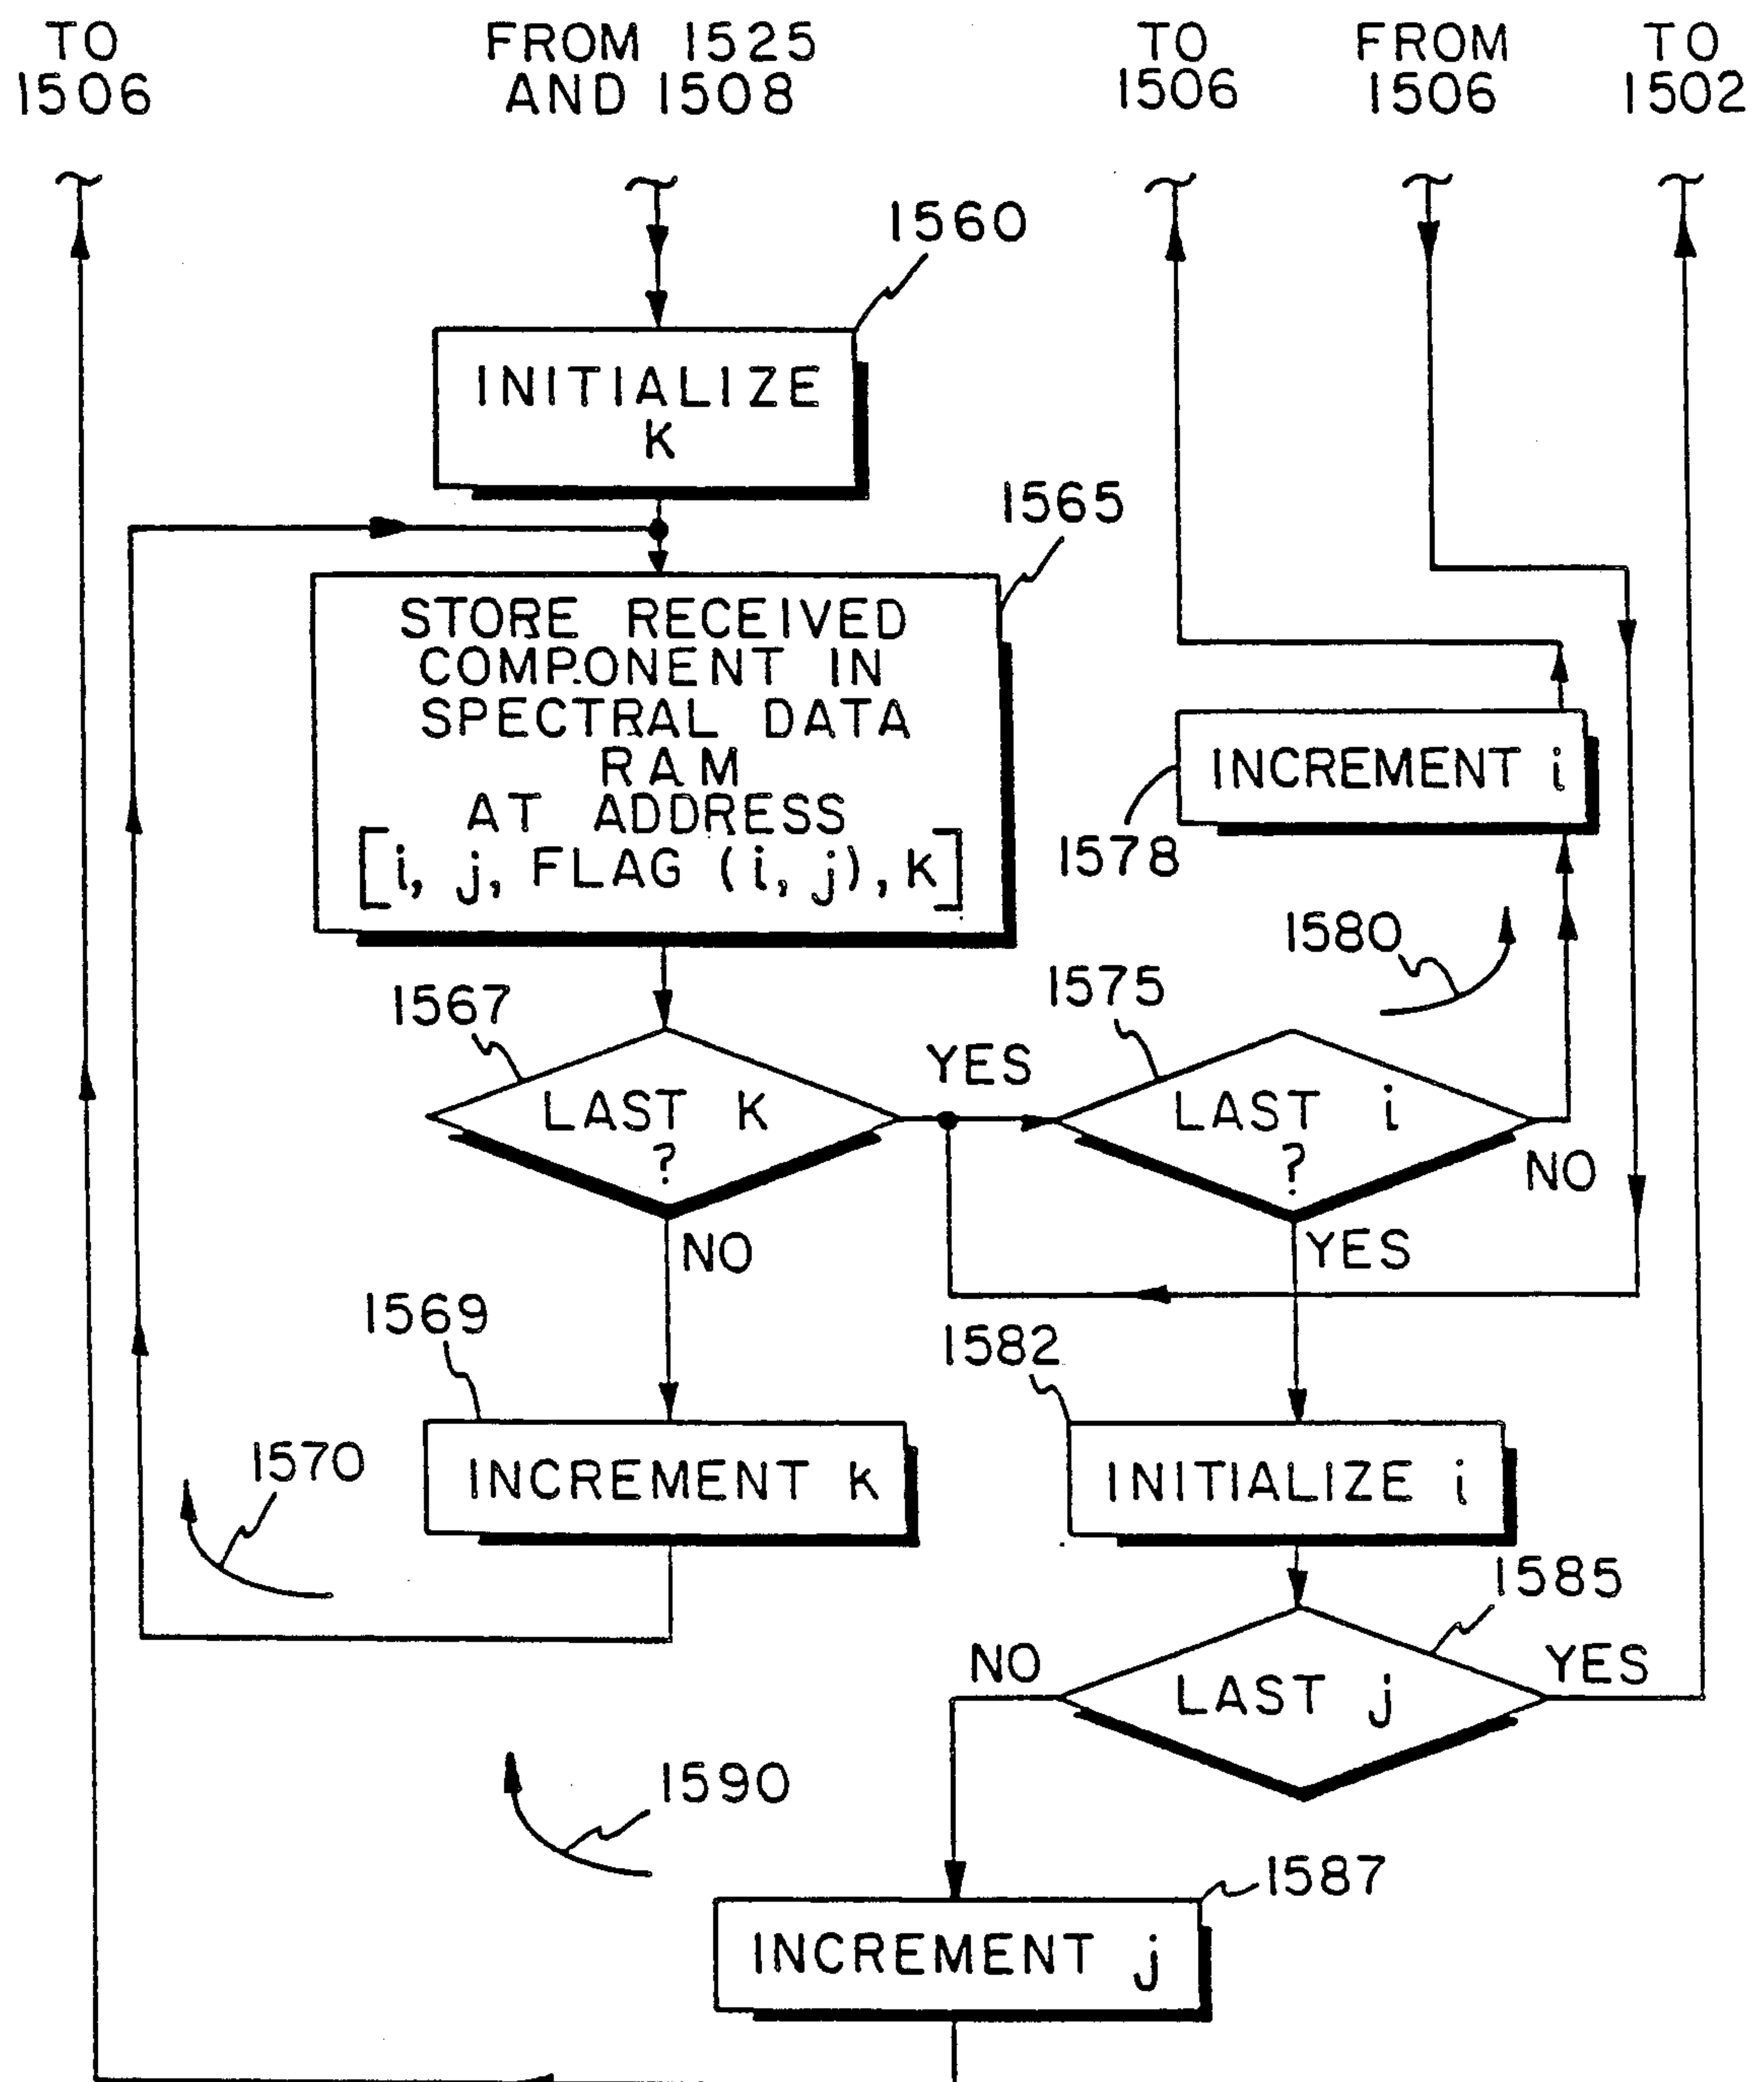 TO
1506
FROM 1525
AND 1508
TO
1506
FROM
1506
TO
1502
1560
INITIALIZE
K
1565
STORE RECEIVED
COMPONENT IN
SPECTRAL DATA
RAM
AT ADDRESS
[i, j, FLAG (i, j), K]
INCREMENT i
1578
1580
1567
1575
LAST K
?
YES
LAST i
?
NO
NO
YES
1569
1582
INCREMENT K
INITIALIZE i
1570
1585
NO
LAST j
YES
1590
1587
INCREMENT j